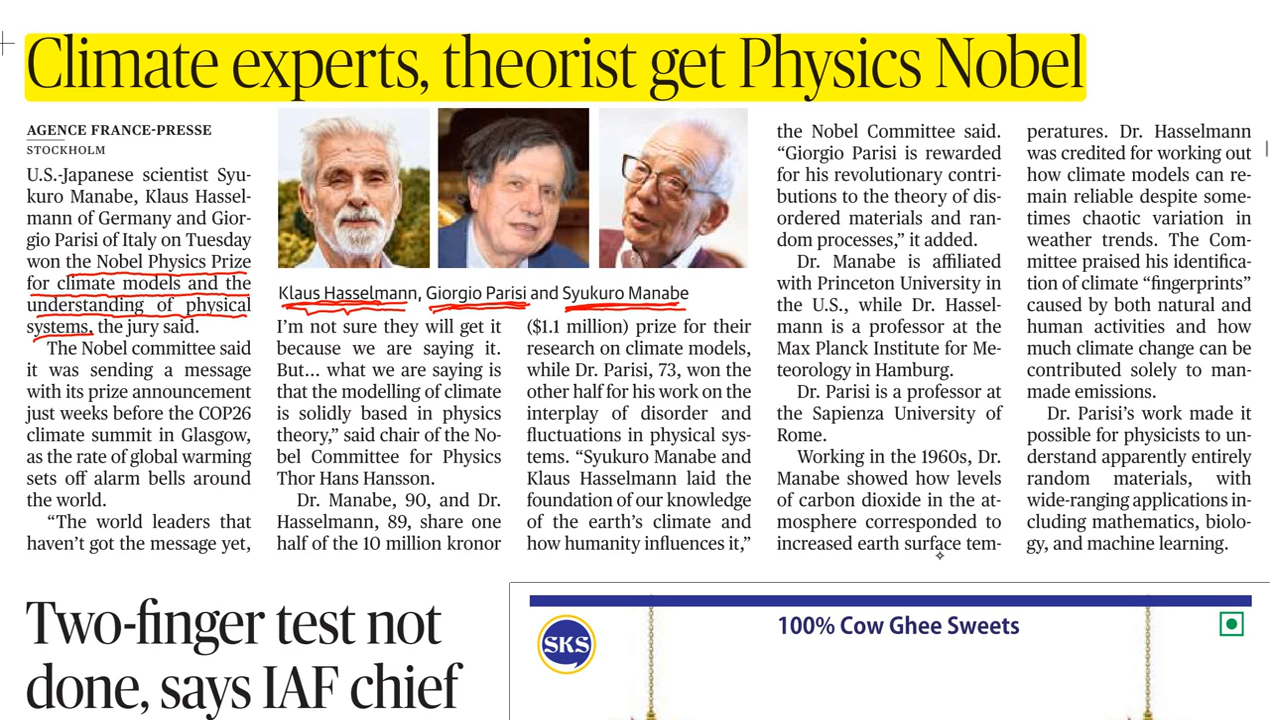 Climate experts, theorist get Physics Nobel
AGENCE FRANCE-PRESSE
STOCKHOLM
U.S.-Japanese scientist Syu-
kuro Manabe, Klaus Hassel-
mann of Germany and Gior-
gio Parisi of Italy on Tuesday
won the Nobel Physics Prize
for climate models and the
understanding of physical
systems, the jury said.
The Nobel committee said
it was sending a message
with its prize announcement
just weeks before the COP26
climate summit in Glasgow,
as the rate of global warming
sets off alarm bells around
the world.
“The world leaders that
haven’t got the message yet,
Klaus Hasselmann, Giorgio Parisi and Syukuro Manabe
I’m not sure they will get it
because we are saying it.
But... what we are saying is
that the modelling of climate
is solidly based in physics
theory,” said chair of the No-
bel Committee for Physics
Thor Hans Hansson.
Dr. Manabe, 90, and Dr.
Hasselmann, 89, share one
half of the 10 million kronor
($1.1 million) prize for their
research on climate models,
while Dr. Parisi, 73, won the
other half for his work on the
interplay of disorder and
fluctuations in physical sys-
tems. “Syukuro Manabe and
Klaus Hasselmann laid the
foundation of our knowledge
of the earth’s climate and
how humanity influences it,”
the Nobel Committee said.
“Giorgio Parisi is rewarded
for his revolutionary contri-
butions to the theory of dis-
ordered materials and ran-
dom processes,” it added.
Dr. Manabe is affiliated
with Princeton University in
the U.S., while Dr. Hassel-
mann is a professor at the
Max Planck Institute for Me-
teorology in Hamburg.
Dr. Parisi is a professor at
the Sapienza University of
Rome.
Working in the 1960s, Dr.
Manabe showed how levels
of carbon dioxide in the at-
mosphere corresponded to
increased earth surface tem-
peratures. Dr. Hasselmann
was credited for working out
how climate models can re-
main reliable despite some-
times chaotic variation in
weather trends. The Com-
mittee praised his identifica-
tion of climate “fingerprints”
caused by both natural and
human activities and how
much climate change can be
contributed solely to man-
made emissions.
Dr. Parisi’s work made it
possible for physicists to un-
derstand apparently entirely
random materials, with
wide-ranging applications in-
cluding mathematics, biolo-
gy, and machine learning.
Two-finger test not
done, says IAF chief
SKS
100% Cow Ghee Sweets